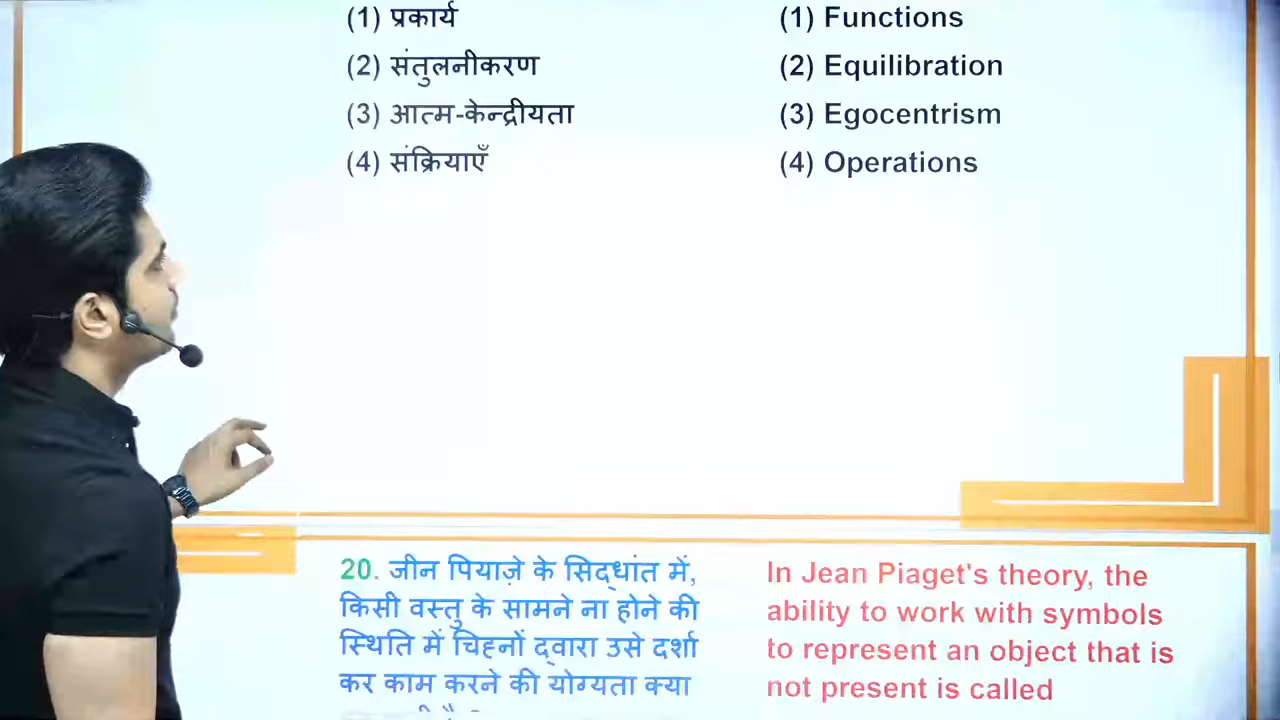 (1) प्रकार्य
(2) संतुलनीकरण
(3) आत्म-केन्द्रीयता
(4) संक्रियाएँ
(1) Functions
(2) Equilibration
(3) Egocentrism
(4) Operations
20. जीन पियाज़े के सिद्धांत में,
किसी वस्तु के सामने ना होने की
स्थिति में चिह्नों द्वारा उसे दर्शा
कर काम करने की योग्यता क्या
In Jean Piaget's theory, the
ability to work with symbols
to represent an object that is
not present is called